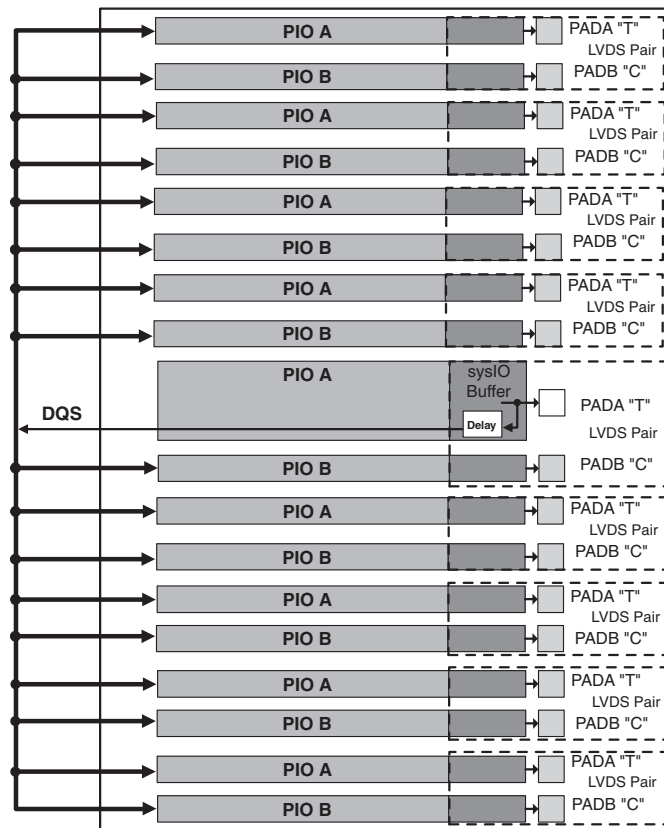 PIO A PADA "T"
LVDS Pair
PIO B PADB "C"
PIO A PADA "T"
LVDS Pair
PIO B PADB "C"
PIO A PADA "T"
LVDS Pair
PIO B PADB "C"
PIO A PADA "T"
LVDS Pair
PIO B PADB "C"
PIO A sysIO
Buffer
PADA "T"
DQS Delay
LVDS Pair
PIO B PADB "C"
PIO A PADA "T"
LVDS Pair
PIO B PADB "C"
PIO A PADA "T"
LVDS Pair
PIO B PADB "C"
PIO A PADA "T"
LVDS Pair
PIO B PADB "C"
PIO A PADA "T"
LVDS Pair
PIO B PADB "C"